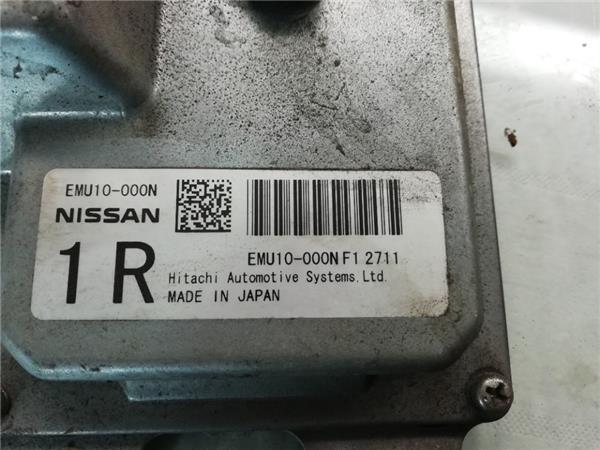 EMU10-000N
NISSAN
1R
EMU10-000N F1 2711
Hitachi Automotive Systems,Ltd.
MADE IN JAPAN